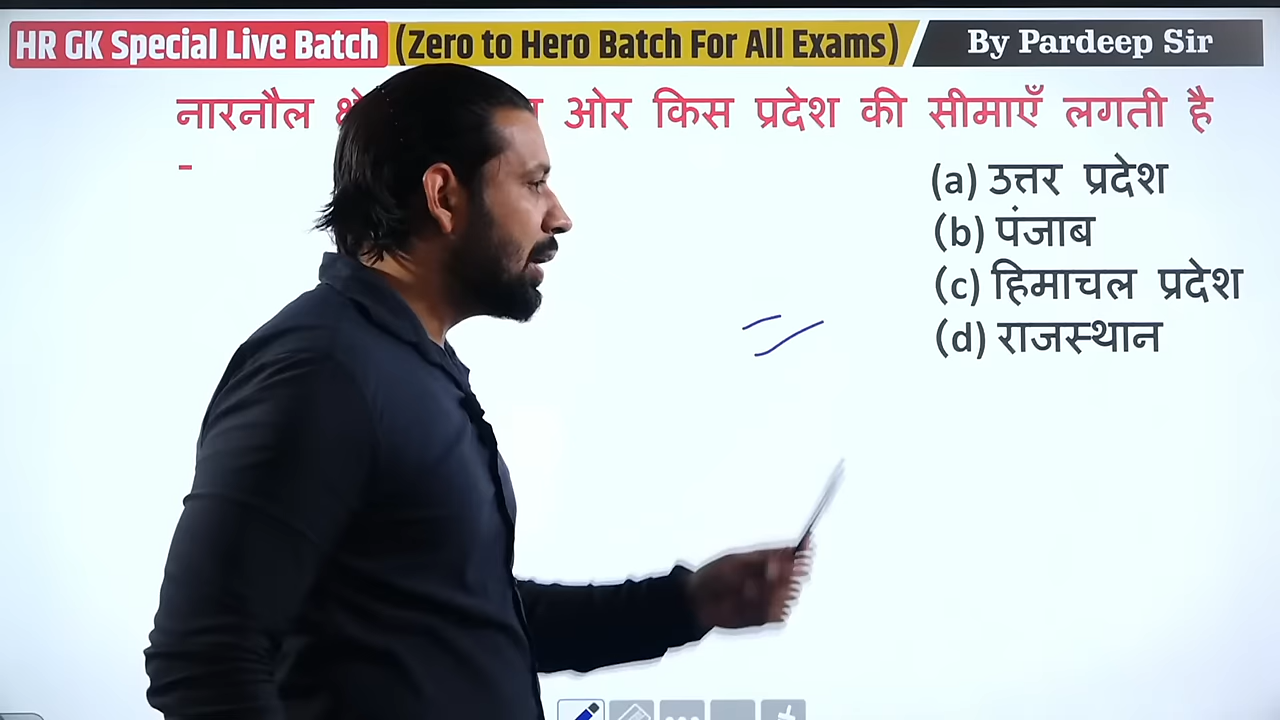 HR GK Special Live Batch (Zero to Hero Batch For All Exams) By Pardeep Sir
नारनौल ओर किस प्रदेश की सीमाएँ लगती है
-
(a) उत्तर प्रदेश
(b) पंजाब
(c) हिमाचल प्रदेश
(d) राजस्थान